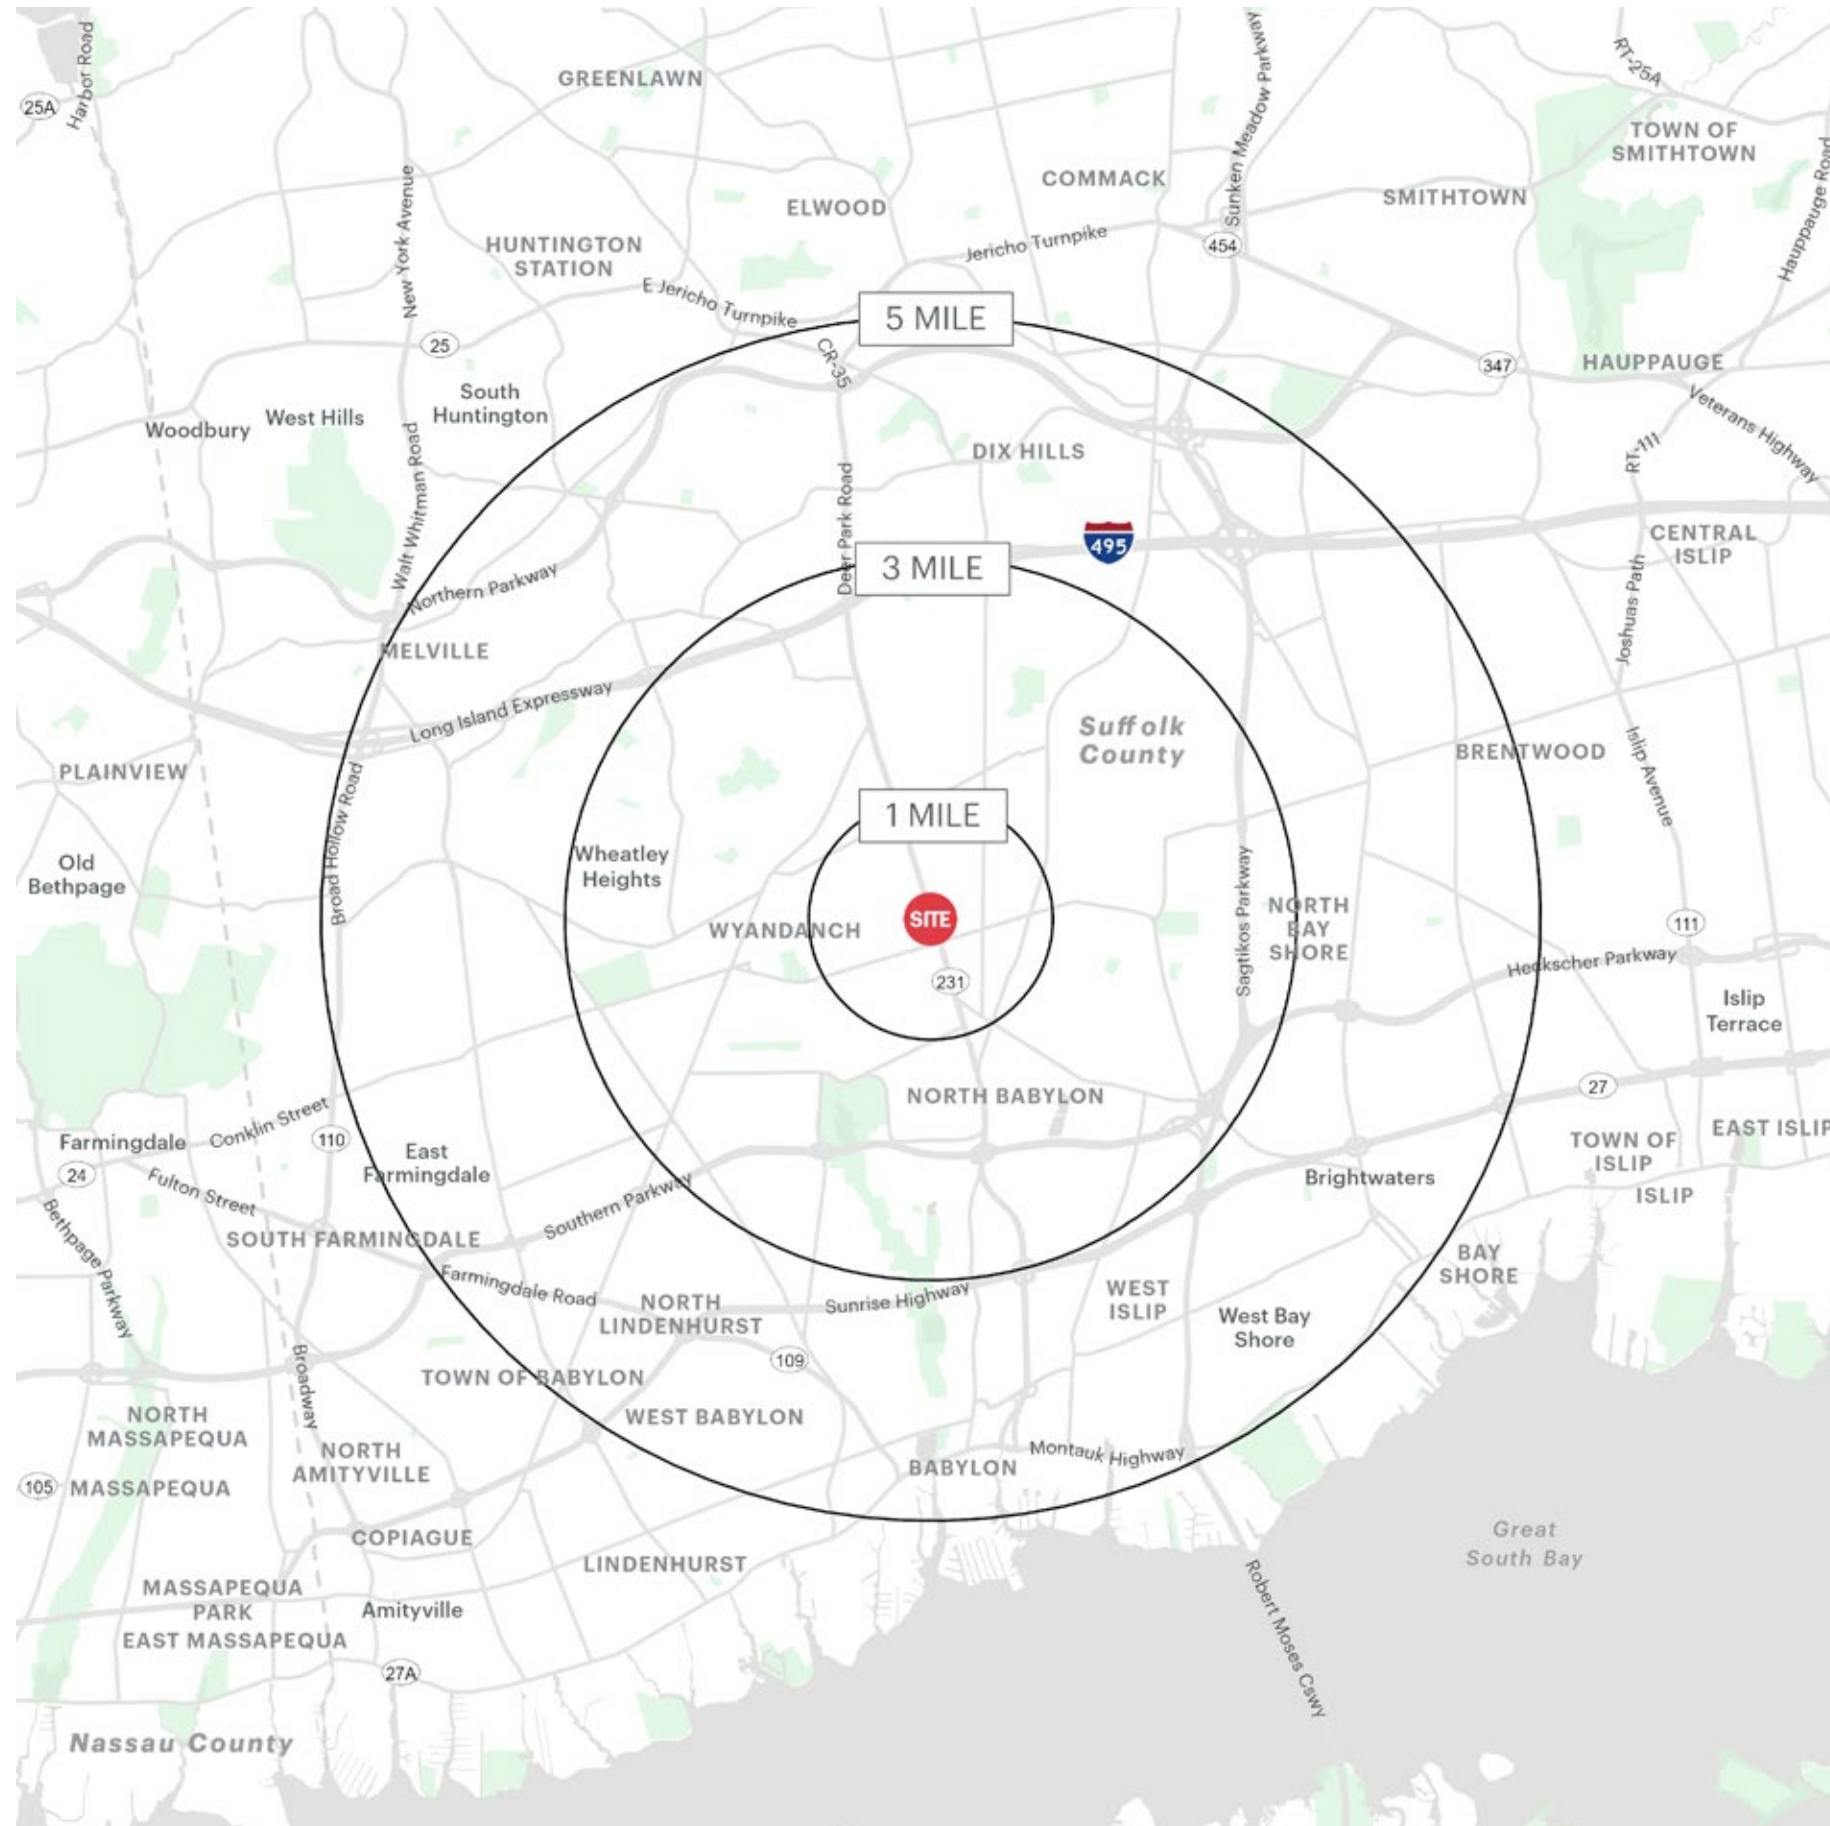 Harbor Road
25A
GREENLAWN
Sunken Meadow Parkway
RT-25A
TOWN OF
SMITHTOWN
Hauppauge Road
COMMACK
ELWOOD
SMITHTOWN
New York Avenue
HUNTINGTON
STATION
Jericho Turnpike
454
E Jericho Turnpike
5 MILE
25
CR-35
347
HAUPPAUGE
South
Huntington
West Hills
Woodbury
Veterans Highway
RT-111
DIX HILLS
Walt Whitman Road
Deer Park Road
495
CENTRAL
ISLIP
3 MILE
Northern Parkway
Joshuas Path
MELVILLE
Long Island Expressway
Suffolk
County
BRENTWOOD
Islip Avenue
PLAINVIEW
Broad Hollow Road
1 MILE
Wheatley
Heights
Old
Bethpage
Sagtikos Parkway
NORTH
BAY
SHORE
SITE
WYANDANCH
111
231
Heckscher Parkway
Islip
Terrace
27
NORTH BABYLON
Conklin Street
Farmingdale
110
24
East
Farmingdale
TOWN OF
ISLIP
EAST ISLIP
ISLIP
Brightwaters
Fulton Street
Southern Parkway
Bethpage Parkway
SOUTH FARMINGDALE
BAY
SHORE
Farmingdale Road
NORTH
LINDENHURST
Sunrise Highway
WEST
ISLIP
West Bay
Shore
109
TOWN OF BABYLON
Broadway
WEST BABYLON
NORTH
MASSAPEQUA
NORTH
AMITYVILLE
Montauk Highway
BABYLON
105
MASSAPEQUA
COPIAGUE
Great
South Bay
LINDENHURST
MASSAPEQUA
PARK
Amityville
EAST MASSAPEQUA
Robert Moses Cswy
27A
Nassau County